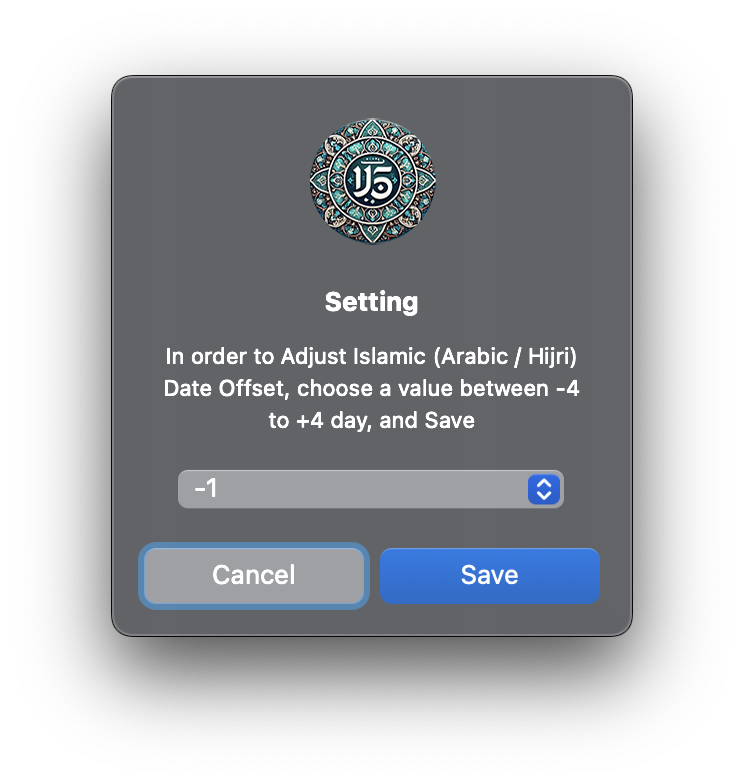 Setting
In order to Adjust Islamic (Arabic / Hijri)
Date Offset, choose a value between -4
to +4 day, and Save
-1
Cancel
Save